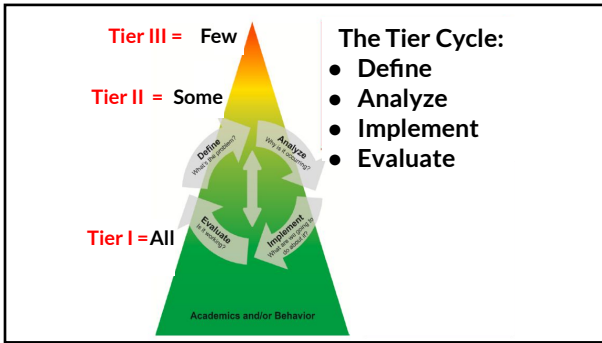 Tier III = Few
Tier II = Some
Tier I = All
Define
What's the problem?
Analyze
Why is it occurring?
Implement
What are we going to
do about it?
Evaluate
Is it working?
Academics and/or Behavior
The Tier Cycle:
● Define
● Analyze
● Implement
● Evaluate